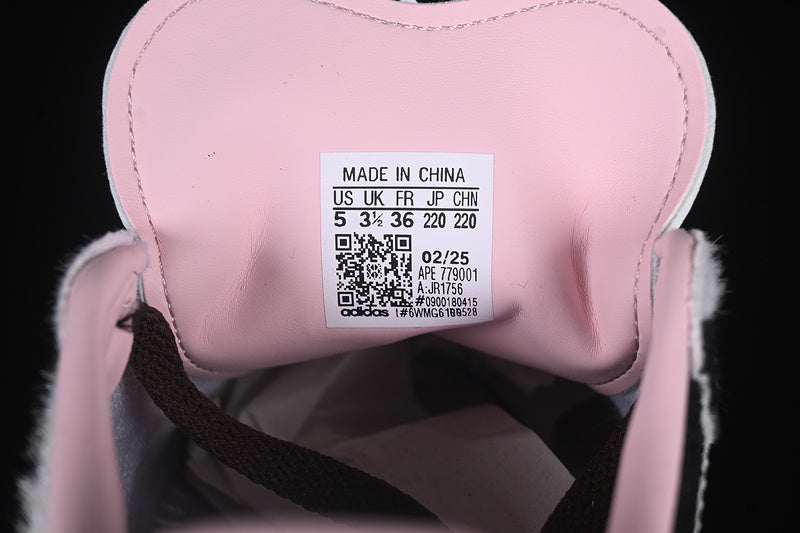 MADE IN CHINA
US UK FR JP CHN
5 3½ 36 220 220
02/25
APE 779001
A:JR1756
#0900180415
adidas